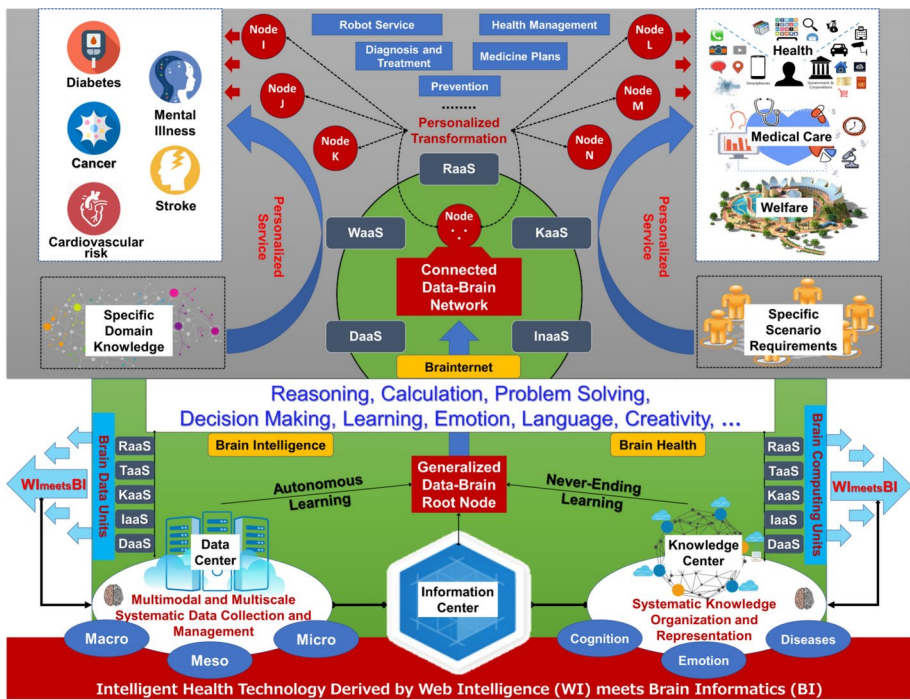 Robot Service
Health Management
Diagnosis and
Treatment
Medicine Plans
Prevention
........
Personalized
Transformation
Node
I
Node
J
Node
K
Node
L
Node
M
Node
N
Diabetes
Mental
Illness
Cancer
Stroke
Cardiovascular
risk
Health
Smartphones
Government &
Corporations
Medical Care
Welfare
Personalized
Service
Personalized
Service
RaaS
WaaS
KaaS
DaaS
InaaS
Node
Connected
Data-Brain
Network
Specific
Domain
Knowledge
Specific
Scenario
Requirements
Brainternet
Reasoning, Calculation, Problem Solving,
Decision Making, Learning, Emotion, Language, Creativity, ...
Brain Intelligence
Brain Health
Brain Data Units
RaaS
TaaS
KaaS
IaaS
DaaS
WImeetsBI
Autonomous
Learning
Generalized
Data-Brain
Root Node
Never-Ending
Learning
Brain Computing Units
RaaS
TaaS
KaaS
IaaS
DaaS
WImeetsBI
Data
Center
Multimodal and Multiscale
Systematic Data Collection and
Management
Macro
Meso
Micro
Information
Center
Knowledge
Center
Systematic Knowledge
Organization and
Representation
Cognition
Emotion
Diseases
Intelligent Health Technology Derived by Web Intelligence (WI) meets Brain Informatics (BI)